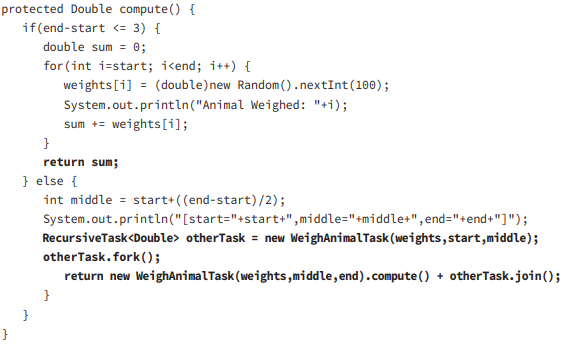 protected Double compute() {
if(end-start <= 3) {
double sum = 0;
for(int i=start; i<end; i++) {
weights[i] = (double)new Random().nextInt(100);
System.out.println("Animal Weighed: "+i);
sum += weights[i];
}
return sum;
} else {
int middle = start+((end-start)/2);
System.out.println("[start="+start+",middle="+middle+",end="+end+"]");
RecursiveTask<Double> otherTask = new WeighAnimalTask(weights,start,middle);
otherTask.fork();
return new WeighAnimalTask(weights,middle,end).compute() + otherTask.join();
}
}
}